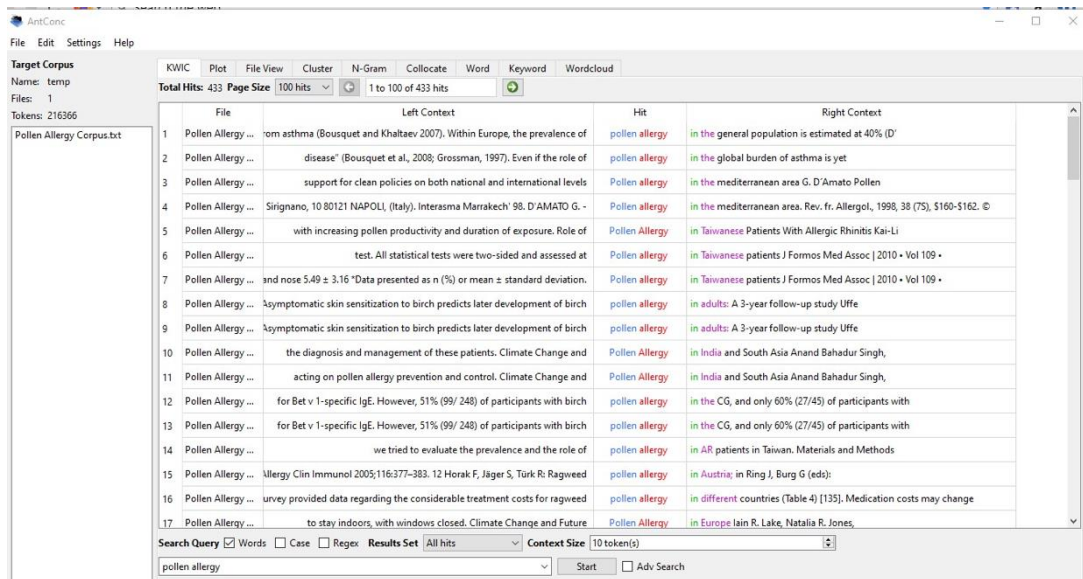 AntConc
File Edit Settings Help
Target Corpus
Name: temp
Files: 1
Tokens: 216366
Pollen Allergy Corpus.txt
KWIC Plot File View Cluster N-Gram Collocate Word Keyword Wordcloud
Total Hits: 433 Page Size 100 hits 1 to 100 of 433 hits
File Left Context Hit Right Context
1 Pollen Allergy ... rom asthma (Bousquet and Khaltaev 2007). Within Europe, the prevalence of pollen allergy in the general population is estimated at 40% (D'
2 Pollen Allergy ... disease" (Bousquet et al., 2008; Grossman, 1997). Even if the role of pollen allergy in the global burden of asthma is yet
3 Pollen Allergy ... support for clean policies on both national and international levels Pollen allergy in the mediterranean area G. D'Amato Pollen
4 Pollen Allergy ... Sirignano, 10 80121 NAPOLI, (Italy). Interasma Marrakech' 98. D'AMATO G. - Pollen allergy in the mediterranean area. Rev. fr. Allergol., 1998, 38 (7S), S160-S162. ©
5 Pollen Allergy ... with increasing pollen productivity and duration of exposure. Role of Pollen Allergy in Taiwanese Patients With Allergic Rhinitis Kai-Li
6 Pollen Allergy ... test. All statistical tests were two-sided and assessed at Pollen allergy in Taiwanese patients J Formos Med Assoc | 2010 • Vol 109 •
7 Pollen Allergy ... and nose 5.49 ± 3.16 *Data presented as n (%) or mean ± standard deviation. Pollen allergy in Taiwanese patients J Formos Med Assoc | 2010 • Vol 109 •
8 Pollen Allergy ... Asymptomatic skin sensitization to birch predicts later development of birch pollen allergy in adults: A 3-year follow-up study Uffe
9 Pollen Allergy ... Asymptomatic skin sensitization to birch predicts later development of birch pollen allergy in adults: A 3-year follow-up study Uffe
10 Pollen Allergy ... the diagnosis and management of these patients. Climate Change and Pollen Allergy in India and South Asia Anand Bahadur Singh,
11 Pollen Allergy ... acting on pollen allergy prevention and control. Climate Change and Pollen Allergy in India and South Asia Anand Bahadur Singh,
12 Pollen Allergy ... for Bet v 1-specific IgE. However, 51% (99/ 248) of participants with birch pollen allergy in the CG, and only 60% (27/45) of participants with
13 Pollen Allergy ... for Bet v 1-specific IgE. However, 51% (99/ 248) of participants with birch pollen allergy in the CG, and only 60% (27/45) of participants with
14 Pollen Allergy ... we tried to evaluate the prevalence and the role of pollen allergy in AR patients in Taiwan. Materials and Methods
15 Pollen Allergy ... Allergy Clin Immunol 2005;116:377–383. 12 Horak F, Jäger S, Türk R: Ragweed pollen allergy in Austria; in Ring J, Burg G (eds):
16 Pollen Allergy ... urvey provided data regarding the considerable treatment costs for ragweed pollen allergy in different countries (Table 4) [135]. Medication costs may change
17 Pollen Allergy ... to stay indoors, with windows closed. Climate Change and Future Pollen Allergy in Europe Iain R. Lake, Natalia R. Jones,
Search Query Words Case Regex Results Set All hits Context Size 10 token(s)
pollen allergy Start Adv Search